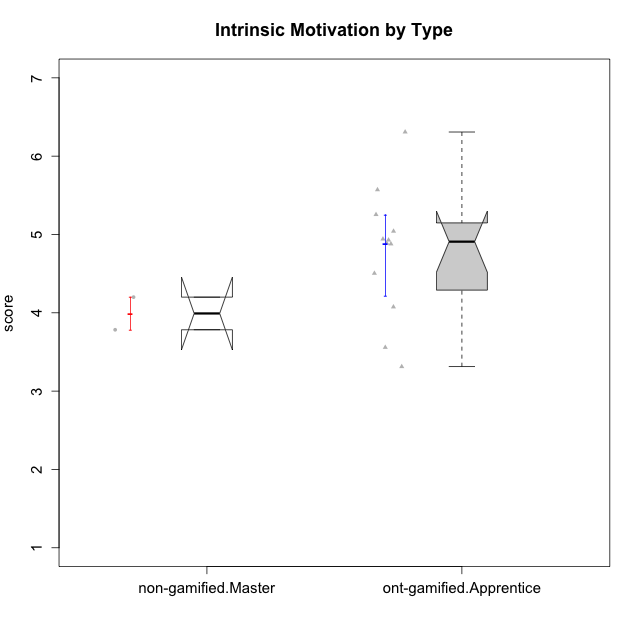 Intrinsic Motivation by Type
score
7
6
5
4
3
2
1
non-gamified.Master
ont-gamified.Apprentice